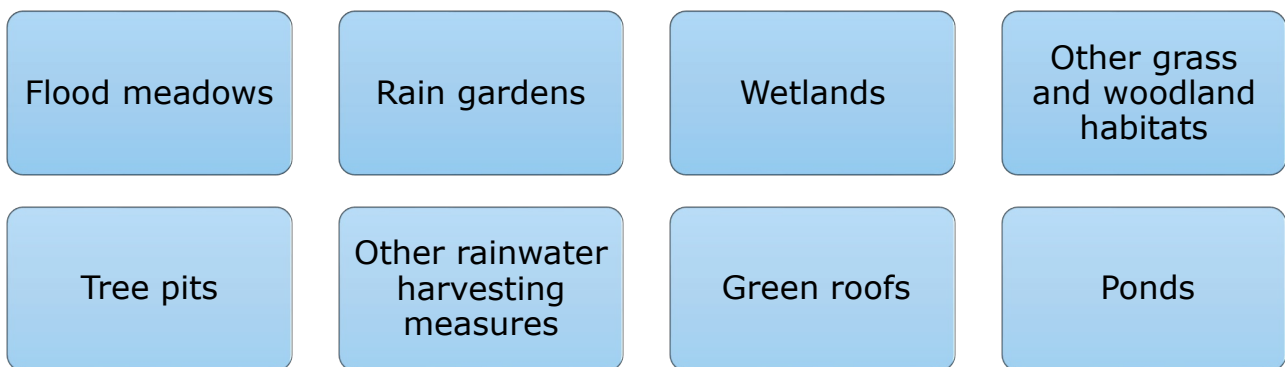 Flood meadows
Rain gardens
Wetlands
Other grass
and woodland
habitats
Tree pits
Other rainwater
harvesting
measures
Green roofs
Ponds